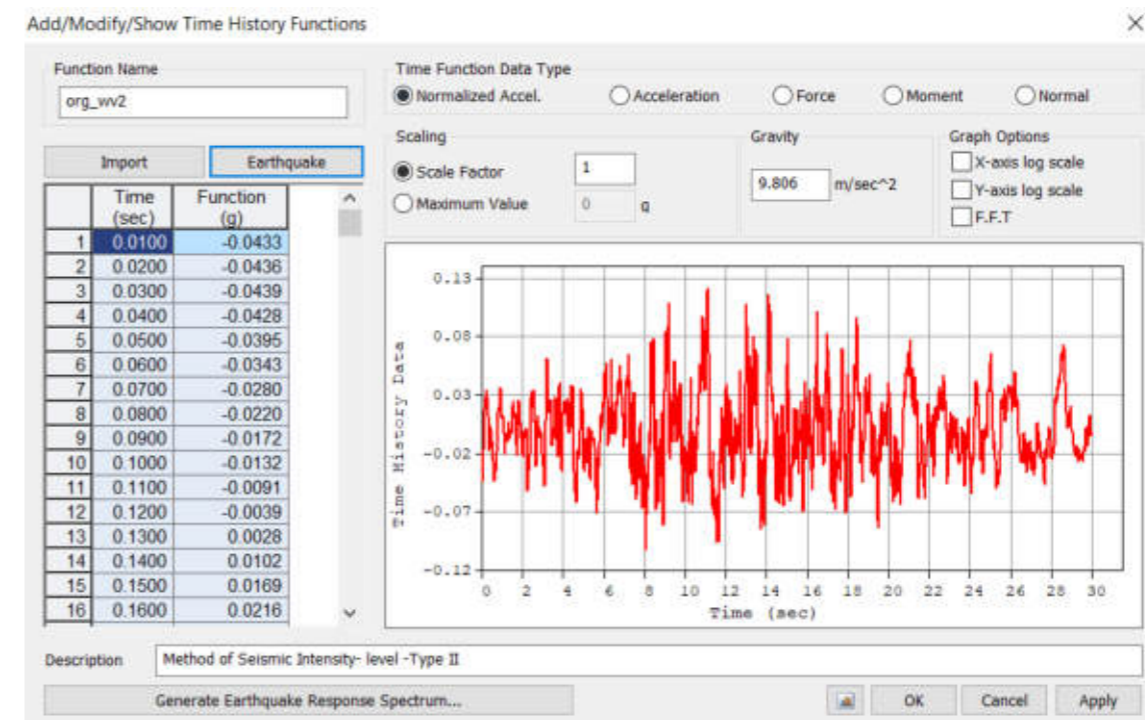 Add/Modify/Show Time History Functions
Function Name
org_wv2
Import Earthquake
Time (sec) Function (g)
1 0.0100 -0.0433
2 0.0200 -0.0436
3 0.0300 -0.0439
4 0.0400 -0.0428
5 0.0500 -0.0395
6 0.0600 -0.0343
7 0.0700 -0.0280
8 0.0800 -0.0220
9 0.0900 -0.0172
10 0.1000 -0.0132
11 0.1100 -0.0091
12 0.1200 -0.0039
13 0.1300 0.0028
14 0.1400 0.0102
15 0.1500 0.0169
16 0.1600 0.0216
Time Function Data Type
Normalized Accel. Acceleration Force Moment Normal
Scaling
Scale Factor 1
Maximum Value 0 g
Gravity
9.806 m/sec^2
Graph Options
X-axis log scale
Y-axis log scale
F.F.T
Time History Data
0.13
0.08
0.03
-0.02
-0.07
-0.12
0 2 4 6 8 10 12 14 16 18 20 22 24 26 28 30
Time (sec)
Description Method of Seismic Intensity- level -Type II
Generate Earthquake Response Spectrum... OK Cancel Apply